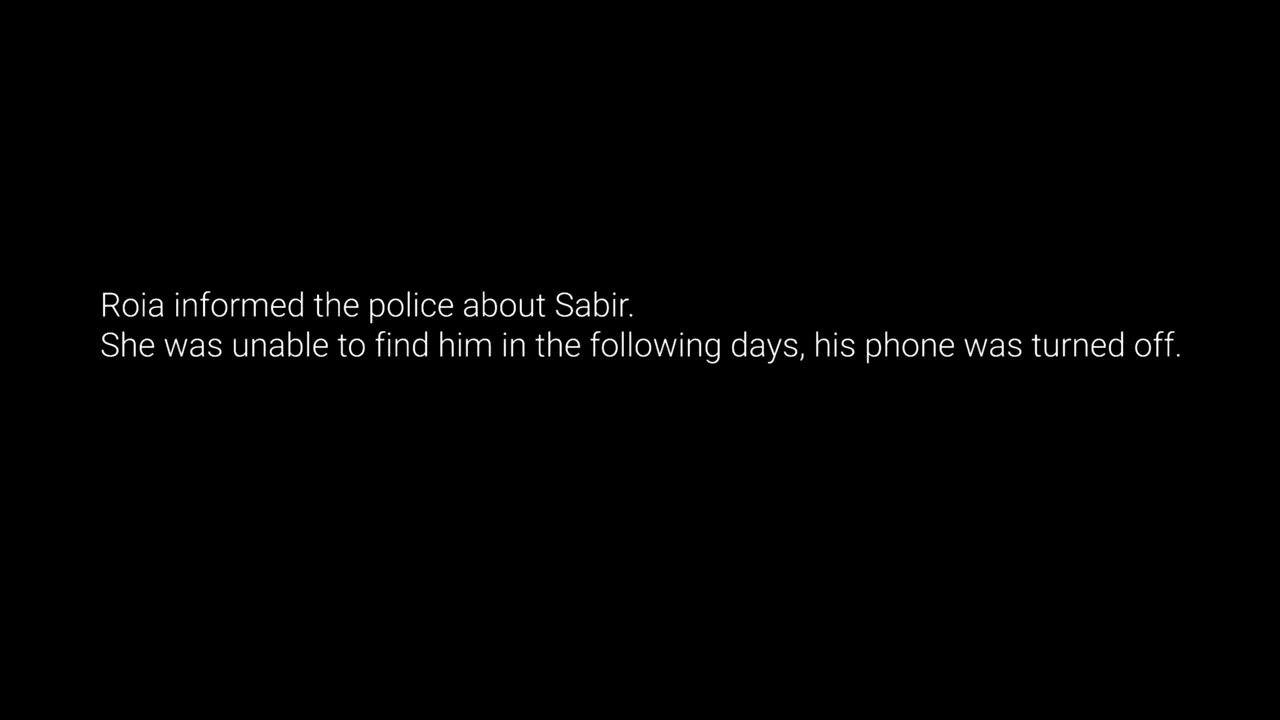 Roia informed the police about Sabir.
She was unable to find him in the following days, his phone was turned off.